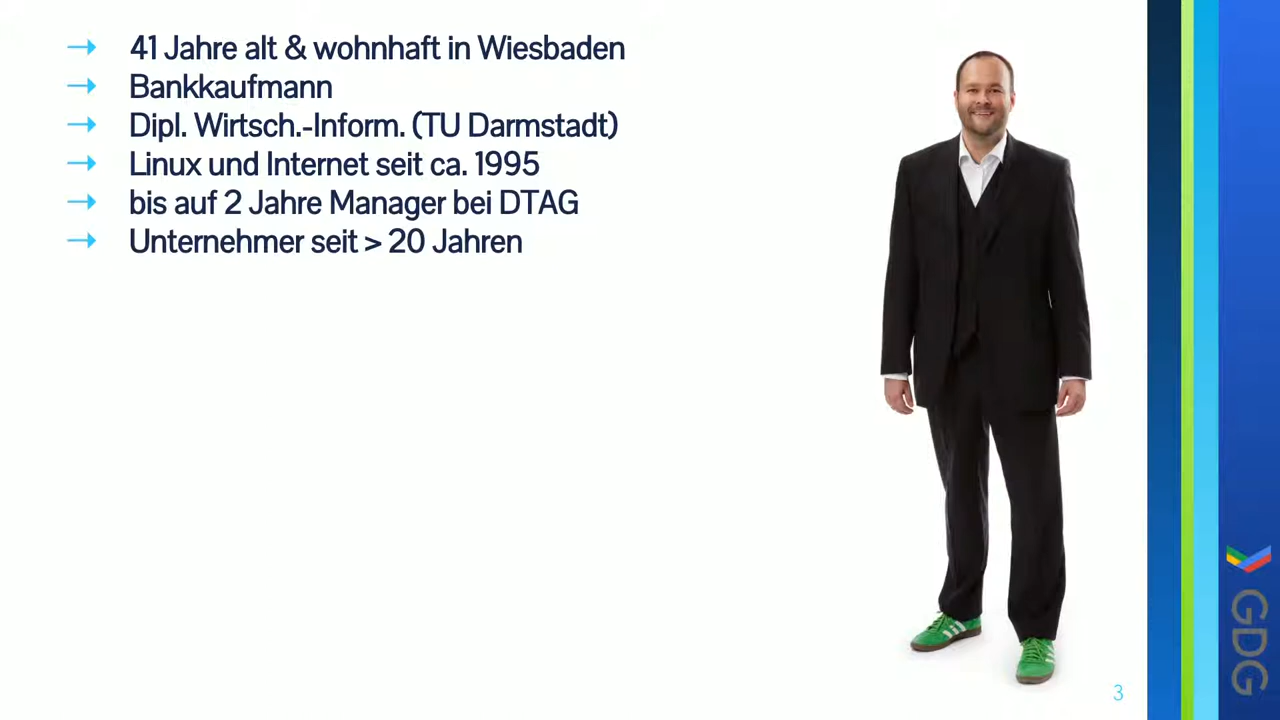 → 41 Jahre alt & wohnhaft in Wiesbaden
→ Bankkaufmann
→ Dipl. Wirtsch.-Inform. (TU Darmstadt)
→ Linux und Internet seit ca. 1995
→ bis auf 2 Jahre Manager bei DTAG
→ Unternehmer seit > 20 Jahren
3
GDG